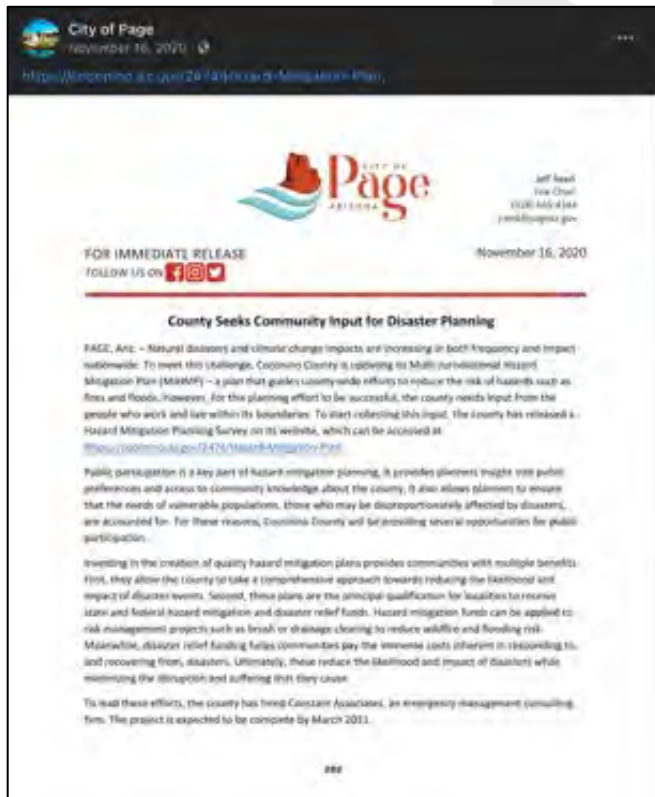 City of Page
November 16, 2020
CITY OF
Page
ARIZONA
Fire Chief
FOR IMMEDIATE RELEASE
November 16, 2020
FOLLOW US ON
County Seeks Community Input for Disaster Planning
PAGE, Ariz. – Natural disasters and climate change impacts are increasing in both frequency and impact
nationwide. To meet this challenge, Coconino County is updating its Multi-Jurisdictional Hazard
Mitigation Plan (MJHMP) – a plan that guides county-wide efforts to reduce the risk of hazards such as
fires and floods. However, for this planning effort to be successful, the county needs input from the
people who work and live within its boundaries. To start collecting this input, the county has released a
Hazard Mitigation Planning Survey on its website, which can be accessed at
Public participation is a key part of hazard mitigation planning. It provides planners insight into public
preferences and access to community knowledge about the county. It also allows planners to ensure
that the needs of vulnerable populations, those who may be disproportionately affected by disasters,
are accounted for. For these reasons, Coconino County will be providing several opportunities for public
participation.
Investing in the creation of quality hazard mitigation plans provides communities with multiple benefits.
First, they allow the county to take a comprehensive approach towards reducing the likelihood and
impact of disaster events. Second, these plans are the principal qualification for localities to receive
state and federal hazard mitigation and disaster relief funds. Hazard mitigation funds can be applied to
risk management projects such as brush or drainage clearing to reduce wildfire and flooding risk.
Meanwhile, disaster relief funding helps communities pay the immense costs inherent in responding to,
and recovering from, disasters. Ultimately, these reduce the likelihood and impact of disasters while
minimizing the disruption and suffering that they cause.
To lead these efforts, the county has hired Constant Associates, an emergency management consulting
firm. The project is expected to be complete by March
###